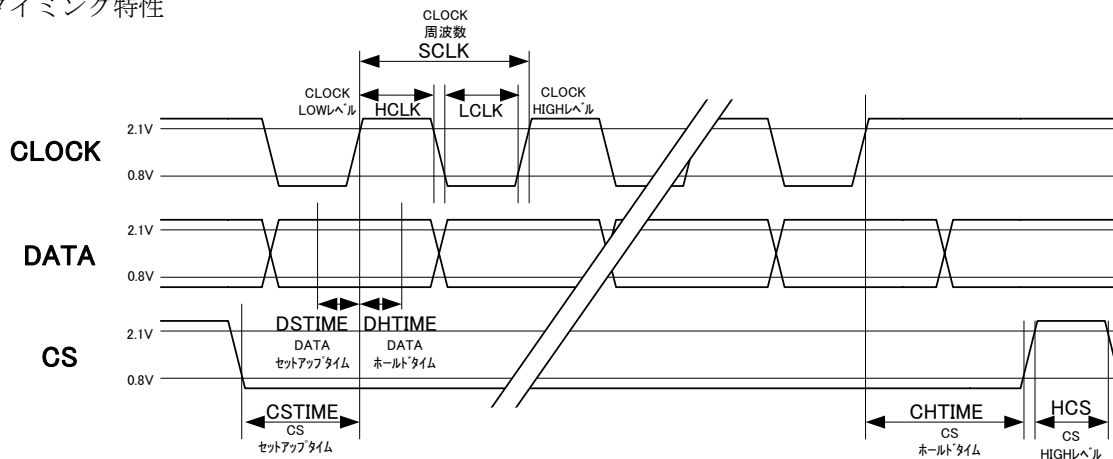 イミング特性
CLOCK
周波数
SCLK
CLOCK
LOWﾚﾍﾞﾙ
HCLK
LCLK
CLOCK
HIGHﾚﾍﾞﾙ
CLOCK
2.1V
0.8V
DATA
2.1V
0.8V
DSTIME
DATA
ｾｯﾄｱｯﾌﾟﾀｲﾑ
DHTIME
DATA
ﾎｰﾙﾄﾞﾀｲﾑ
CS
2.1V
0.8V
CSTIME
CS
ｾｯﾄｱｯﾌﾟﾀｲﾑ
CHTIME
CS
ﾎｰﾙﾄﾞﾀｲﾑ
HCS
CS
HIGHﾚﾍﾞﾙ